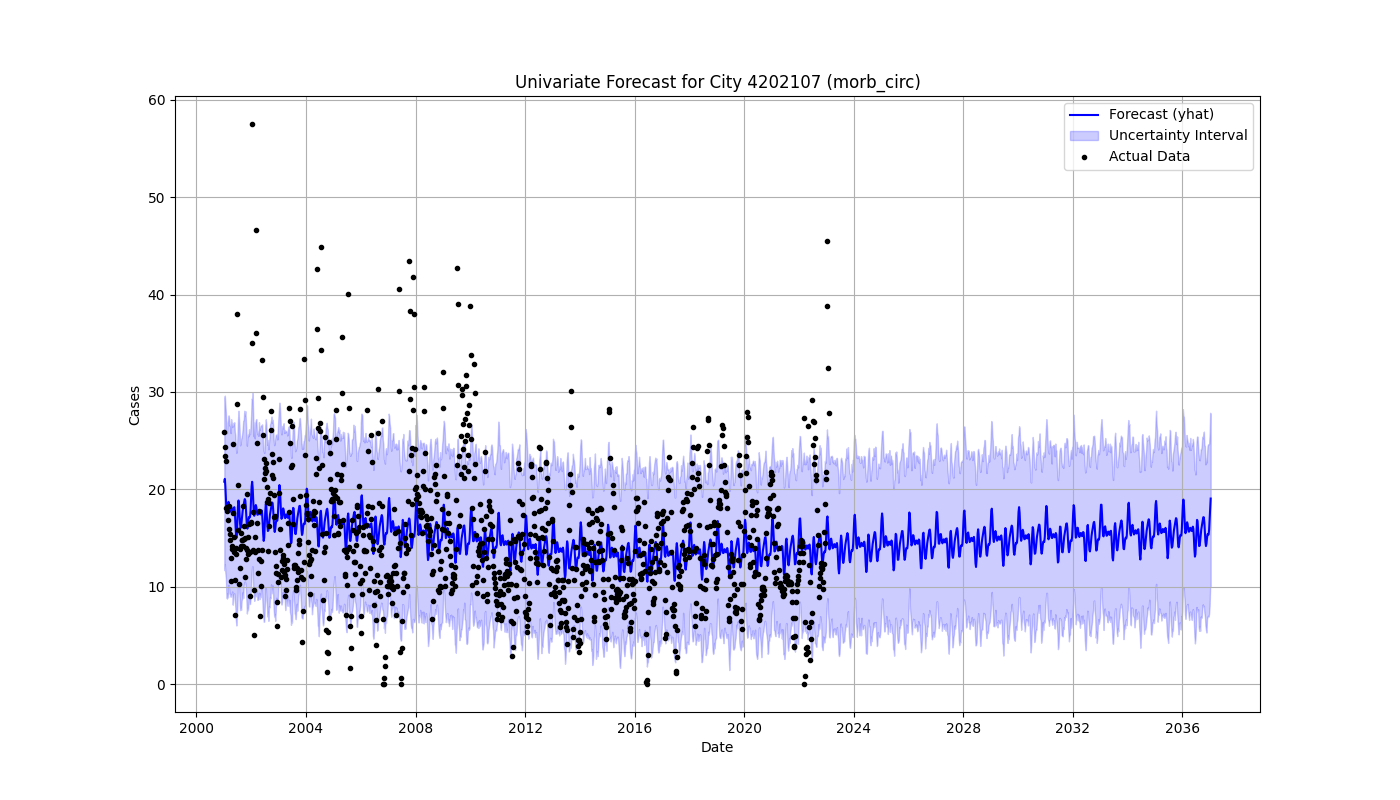 Univariate Forecast for City 4202107 (morb_circ)
Forecast (yhat)
Uncertainty Interval
Actual Data
Cases
60
50
40
30
20
10
0
2000 2004 2008 2012 2016 2020 2024 2028 2032 2036
Date